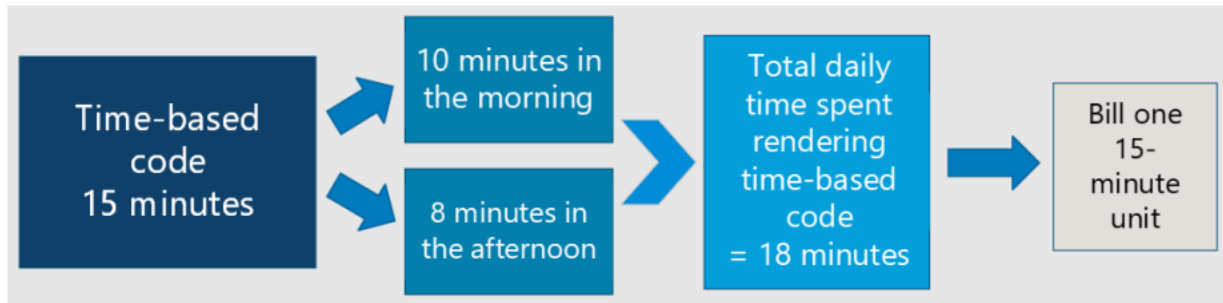 Time-based
code
15 minutes
10 minutes in
the morning
8 minutes in
the afternoon
Total daily
time spent
rendering
time-based
code
= 18 minutes
Bill one
15-
minute
unit